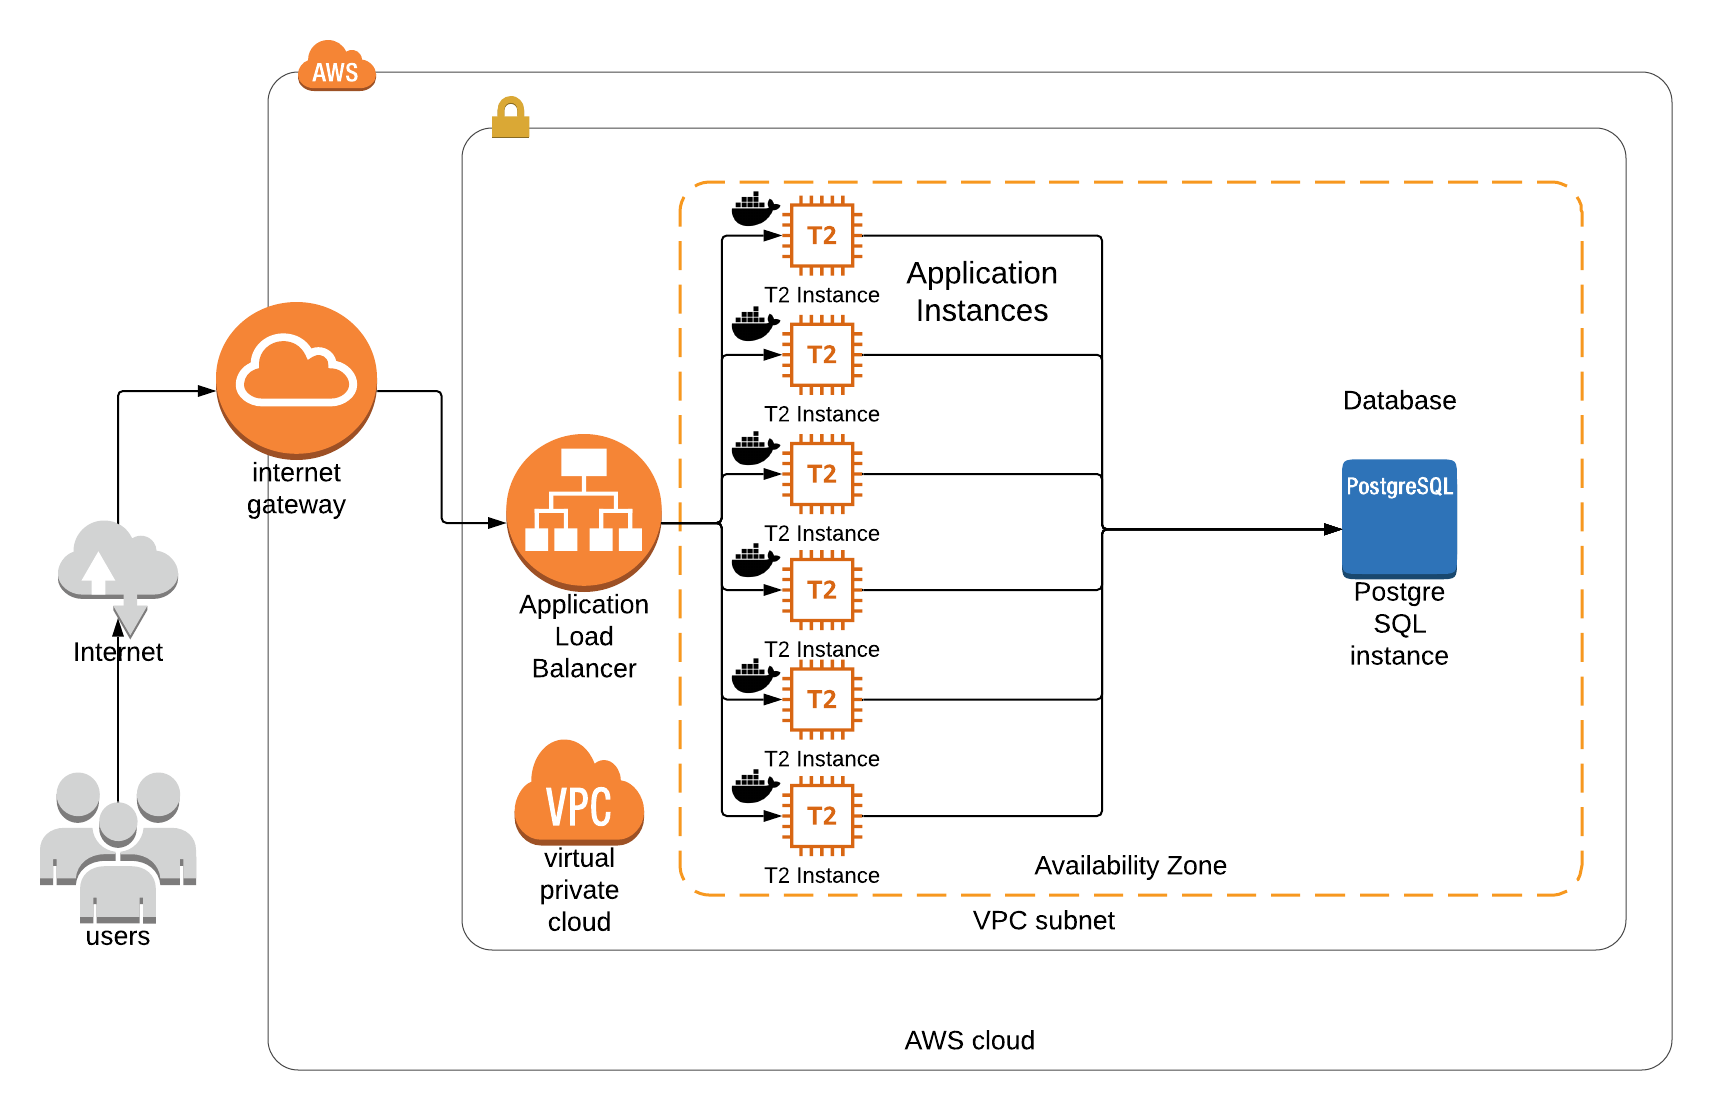 AWS
T2
T2 Instance
Application
Instances
T2
T2 Instance
T2
T2 Instance
T2
T2 Instance
T2
T2 Instance
T2
T2 Instance
internet
gateway
Internet
users
Application
Load
Balancer
VPC
virtual
private
cloud
Database
PostgreSQL
Postgre
SQL
instance
Availability Zone
VPC subnet
AWS cloud